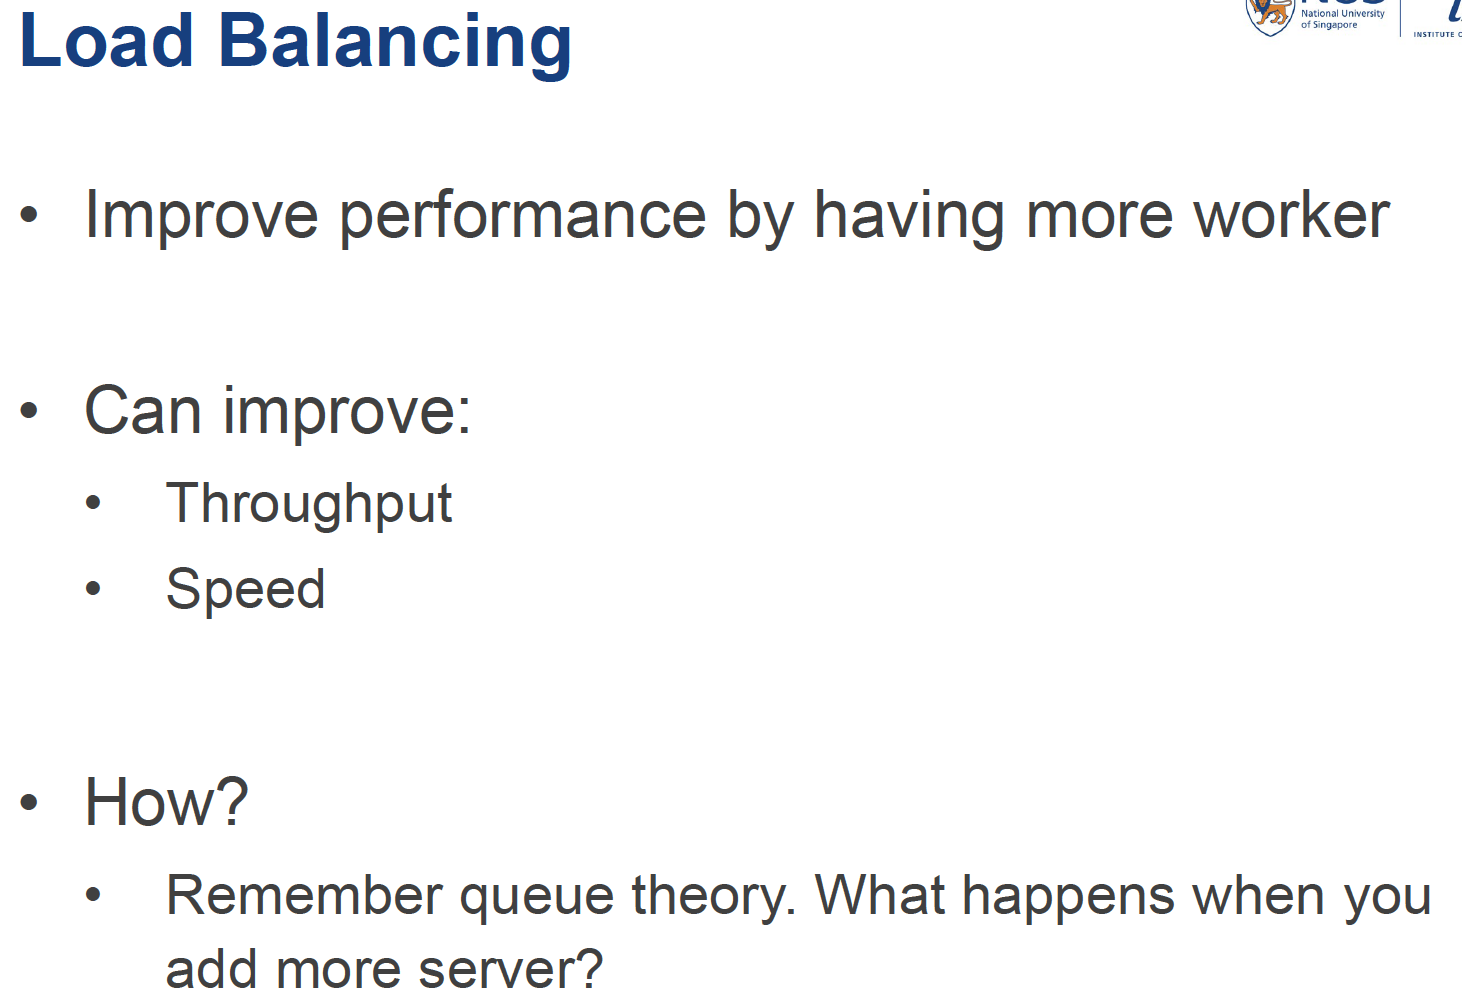 Load Balancing
National University
of Singapore
• Improve performance by having more worker
• Can improve:
• Throughput
• Speed
• How?
• Remember queue theory. What happens when you
add more server?